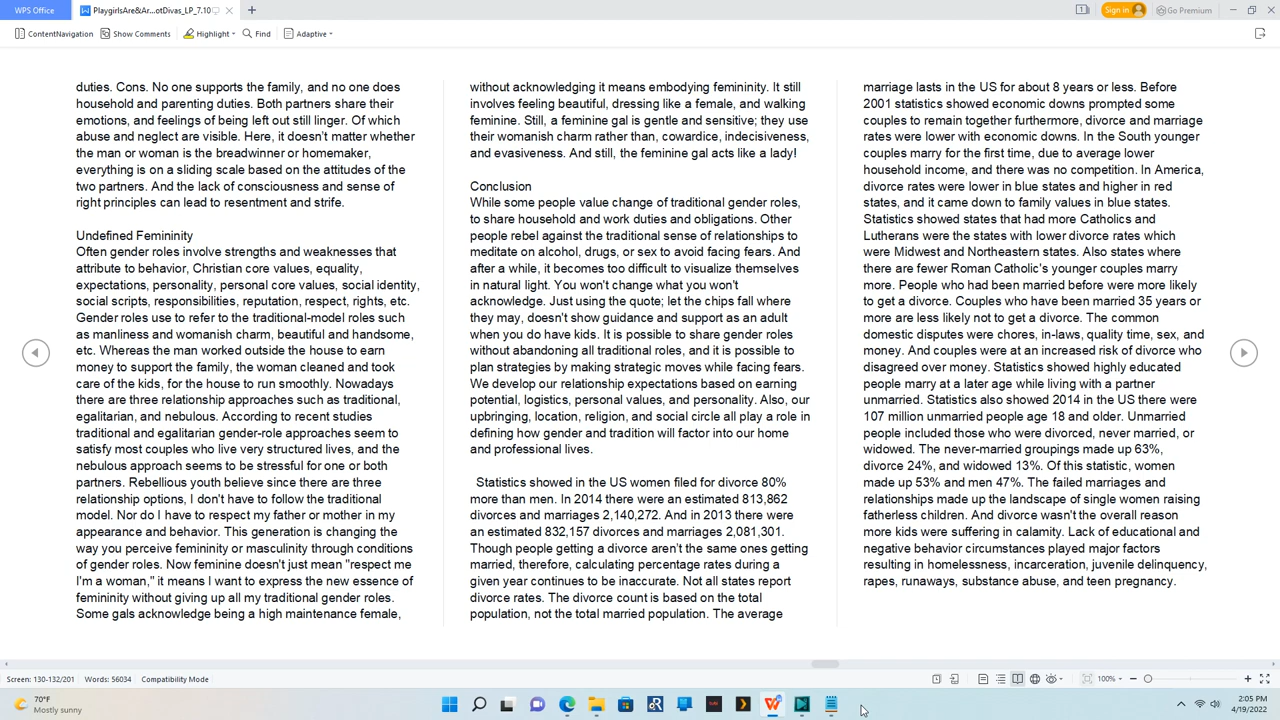 WPS Office
PlaygirlsAre&Ar...otDivas_LP_7.10
Sign in
Go Premium
ContentNavigation
Show Comments
Highlight
Find
Adaptive
duties. Cons. No one supports the family, and no one does
household and parenting duties. Both partners share their
emotions, and feelings of being left out still linger. Of which
abuse and neglect are visible. Here, it doesn't matter whether
the man or woman is the breadwinner or homemaker,
everything is on a sliding scale based on the attitudes of the
two partners. And the lack of consciousness and sense of
right principles can lead to resentment and strife.
Undefined Femininity
Often gender roles involve strengths and weaknesses that
attribute to behavior, Christian core values, equality,
expectations, personality, personal core values, social identity,
social scripts, responsibilities, reputation, respect, rights, etc.
Gender roles use to refer to the traditional-model roles such
as manliness and womanish charm, beautiful and handsome,
etc. Whereas the man worked outside the house to earn
money to support the family, the woman cleaned and took
care of the kids, for the house to run smoothly. Nowadays
there are three relationship approaches such as traditional,
egalitarian, and nebulous. According to recent studies
traditional and egalitarian gender-role approaches seem to
satisfy most couples who live very structured lives, and the
nebulous approach seems to be stressful for one or both
partners. Rebellious youth believe since there are three
relationship options, I don't have to follow the traditional
model. Nor do I have to respect my father or mother in my
appearance and behavior. This generation is changing the
way you perceive femininity or masculinity through conditions
of gender roles. Now feminine doesn't just mean "respect me
I'm a woman," it means I want to express the new essence of
femininity without giving up all my traditional gender roles.
Some gals acknowledge being a high maintenance female,
without acknowledging it means embodying femininity. It still
involves feeling beautiful, dressing like a female, and walking
feminine. Still, a feminine gal is gentle and sensitive; they use
their womanish charm rather than, cowardice, indecisiveness,
and evasiveness. And still, the feminine gal acts like a lady!
Conclusion
While some people value change of traditional gender roles,
to share household and work duties and obligations. Other
people rebel against the traditional sense of relationships to
meditate on alcohol, drugs, or sex to avoid facing fears. And
after a while, it becomes too difficult to visualize themselves
in natural light. You won't change what you won't
acknowledge. Just using the quote; let the chips fall where
they may, doesn't show guidance and support as an adult
when you do have kids. It is possible to share gender roles
without abandoning all traditional roles, and it is possible to
plan strategies by making strategic moves while facing fears.
We develop our relationship expectations based on earning
potential, logistics, personal values, and personality. Also, our
upbringing, location, religion, and social circle all play a role in
defining how gender and tradition will factor into our home
and professional lives.
Statistics showed in the US women filed for divorce 80%
more than men. In 2014 there were an estimated 813,862
divorces and marriages 2,140,272. And in 2013 there were
an estimated 832,157 divorces and marriages 2,081,301.
Though people getting a divorce aren't the same ones getting
married, therefore, calculating percentage rates during a
given year continues to be inaccurate. Not all states report
divorce rates. The divorce count is based on the total
population, not the total married population. The average
marriage lasts in the US for about 8 years or less. Before
2001 statistics showed economic downs prompted some
couples to remain together furthermore, divorce and marriage
rates were lower with economic downs. In the South younger
couples marry for the first time, due to average lower
household income, and there was no competition. In America,
divorce rates were lower in blue states and higher in red
states, and it came down to family values in blue states.
Statistics showed states that had more Catholics and
Lutherans were the states with lower divorce rates which
were Midwest and Northeastern states. Also states where
there are fewer Roman Catholic's younger couples marry
more. People who had been married before were more likely
to get a divorce. Couples who have been married 35 years or
more are less likely not to get a divorce. The common
domestic disputes were chores, in-laws, quality time, sex, and
money. And couples were at an increased risk of divorce who
disagreed over money. Statistics showed highly educated
people marry at a later age while living with a partner
unmarried. Statistics also showed 2014 in the US there were
107 million unmarried people age 18 and older. Unmarried
people included those who were divorced, never married, or
widowed. The never-married groupings made up 63%,
divorce 24%, and widowed 13%. Of this statistic, women
made up 53% and men 47%. The failed marriages and
relationships made up the landscape of single women raising
fatherless children. And divorce wasn't the overall reason
more kids were suffering in calamity. Lack of educational and
negative behavior circumstances played major factors
resulting in homelessness, incarceration, juvenile delinquency,
rapes, runaways, substance abuse, and teen pregnancy.
Screen: 130-132/201
Words: 56034
Compatibility Mode
100%
70°F
Mostly sunny
2:05 PM
4/19/2022